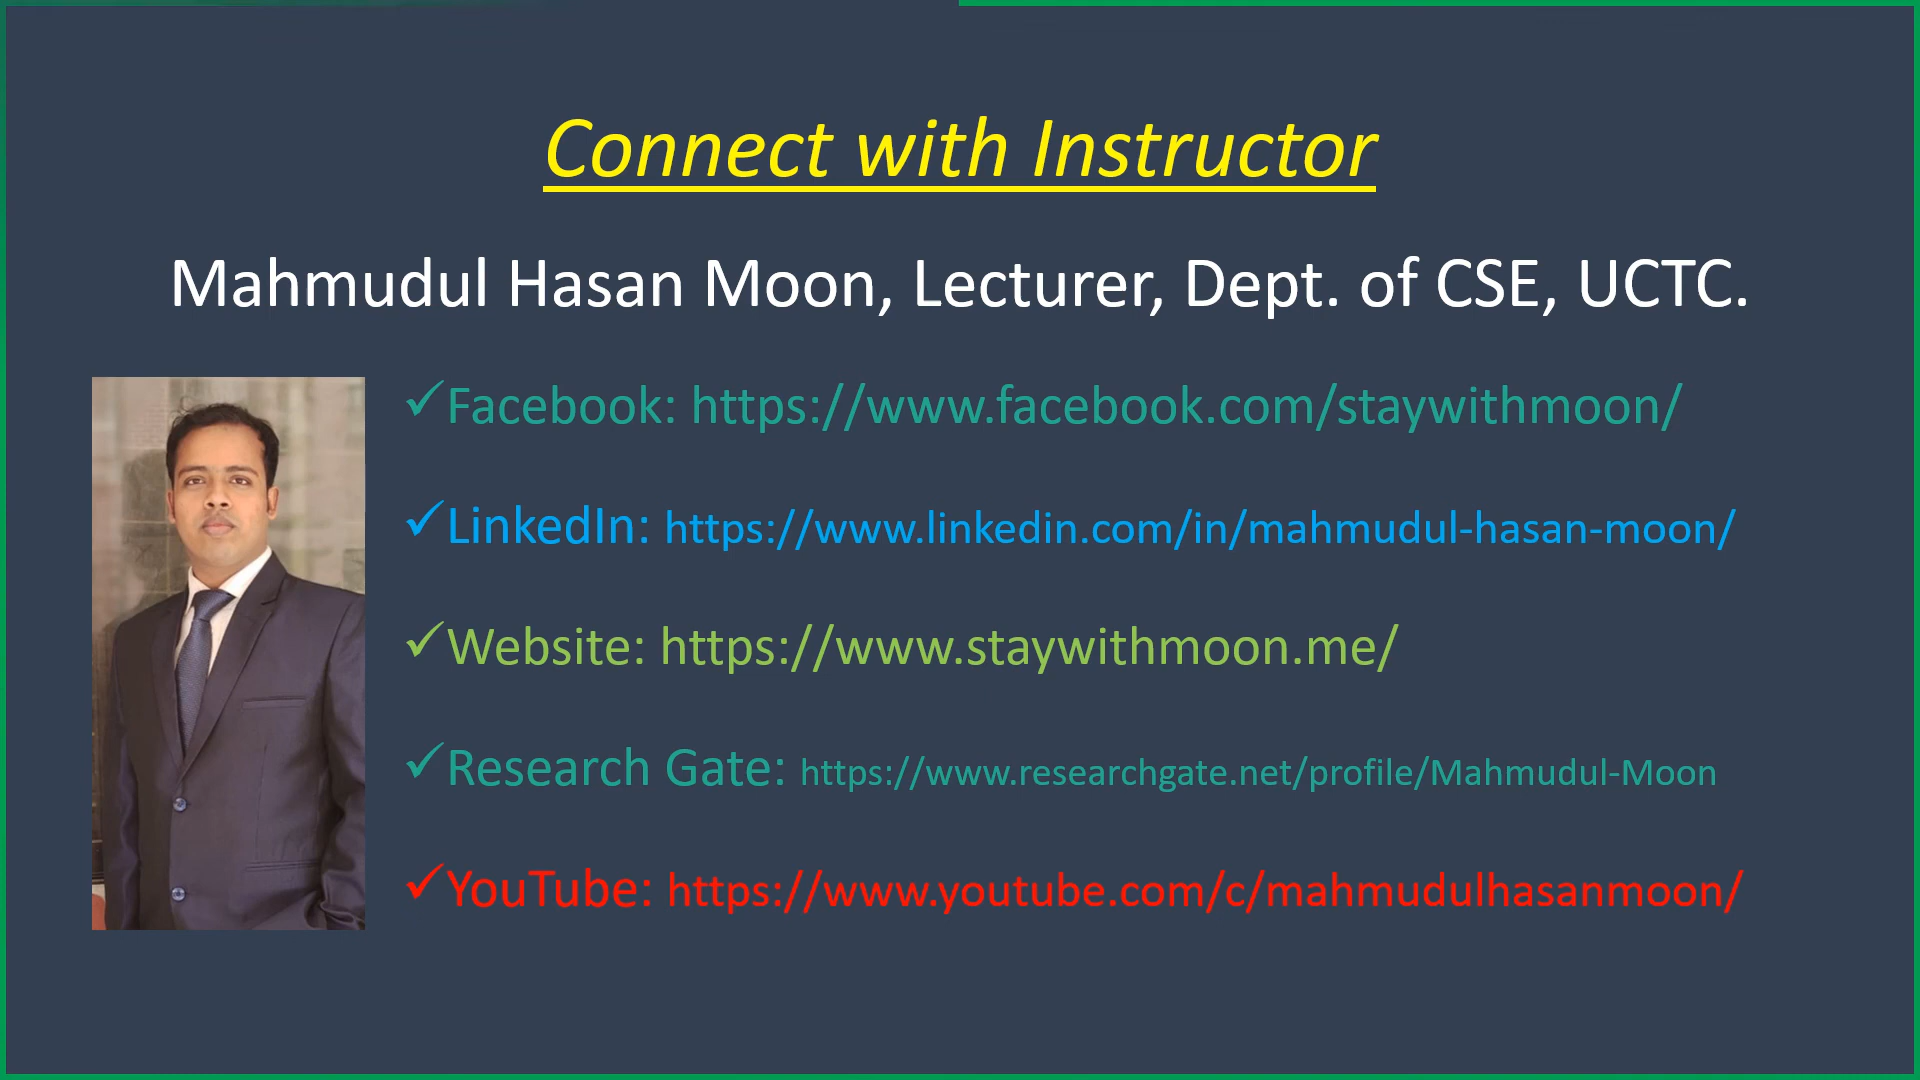 Connect with Instructor
Mahmudul Hasan Moon, Lecturer, Dept. of CSE, UCTC.
✓Facebook: https://www.facebook.com/staywithmoon/
✓LinkedIn: https://www.linkedin.com/in/mahmudul-hasan-moon/
✓Website: https://www.staywithmoon.me/
✓Research Gate: https://www.researchgate.net/profile/Mahmudul-Moon
✓YouTube: https://www.youtube.com/c/mahmudulhasanmoon/